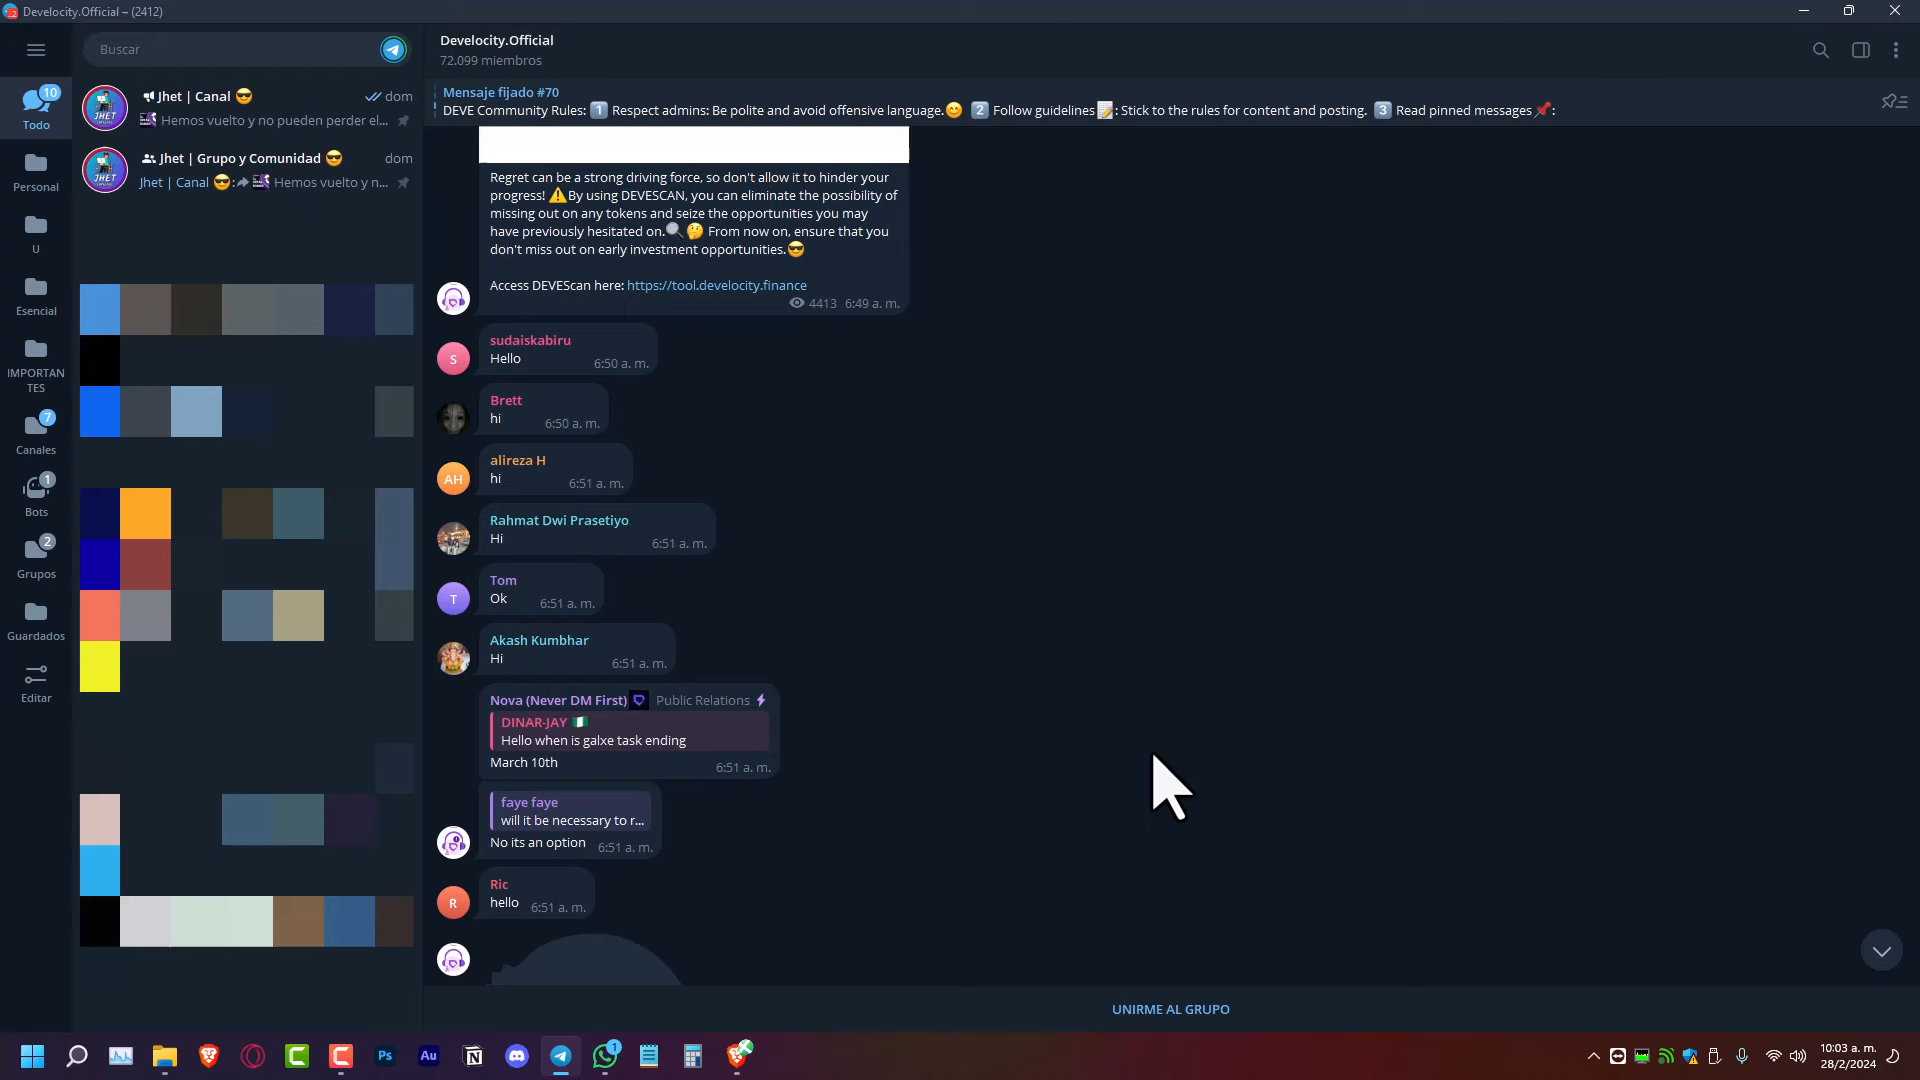 Develocity.Official – (2412)
Buscar
Todo
10
Personal
U
Esencial
IMPORTAN
TES
7
Canales
1
Bots
2
Grupos
Guardados
Editar
Jhet | Canal 😎
dom
Hemos vuelto y no pueden perder el...
Jhet | Grupo y Comunidad 😎
dom
Jhet | Canal 😎: Hemos vuelto y n...
JHET
JHET
Develocity.Official
72.099 miembros
Mensaje fijado #70
DEVE Community Rules: 1️⃣ Respect admins: Be polite and avoid offensive language.😊 2️⃣ Follow guidelines📝: Stick to the rules for content and posting. 3️⃣ Read pinned messages📌:
Regret can be a strong driving force, so don't allow it to hinder your
progress! ⚠️By using DEVESCAN, you can eliminate the possibility of
missing out on any tokens and seize the opportunities you may
have previously hesitated on.🔍🤔 From now on, ensure that you
don't miss out on early investment opportunities.😎
Access DEVEScan here: https://tool.develocity.finance
4413 6:49 a. m.
sudaiskabiru
Hello
6:50 a. m.
S
Brett
hi
6:50 a. m.
alireza H
hi
6:51 a. m.
AH
Rahmat Dwi Prasetiyo
Hi
6:51 a. m.
Tom
Ok
6:51 a. m.
T
Akash Kumbhar
Hi
6:51 a. m.
Nova (Never DM First) Public Relations ⚡
DINAR-JAY 🇳🇬
Hello when is galxe task ending
March 10th
6:51 a. m.
faye faye
will it be necessary to r...
No its an option
6:51 a. m.
Ric
hello
6:51 a. m.
R
UNIRME AL GRUPO
Ps
Au
1
10:03 a. m.
28/2/2024